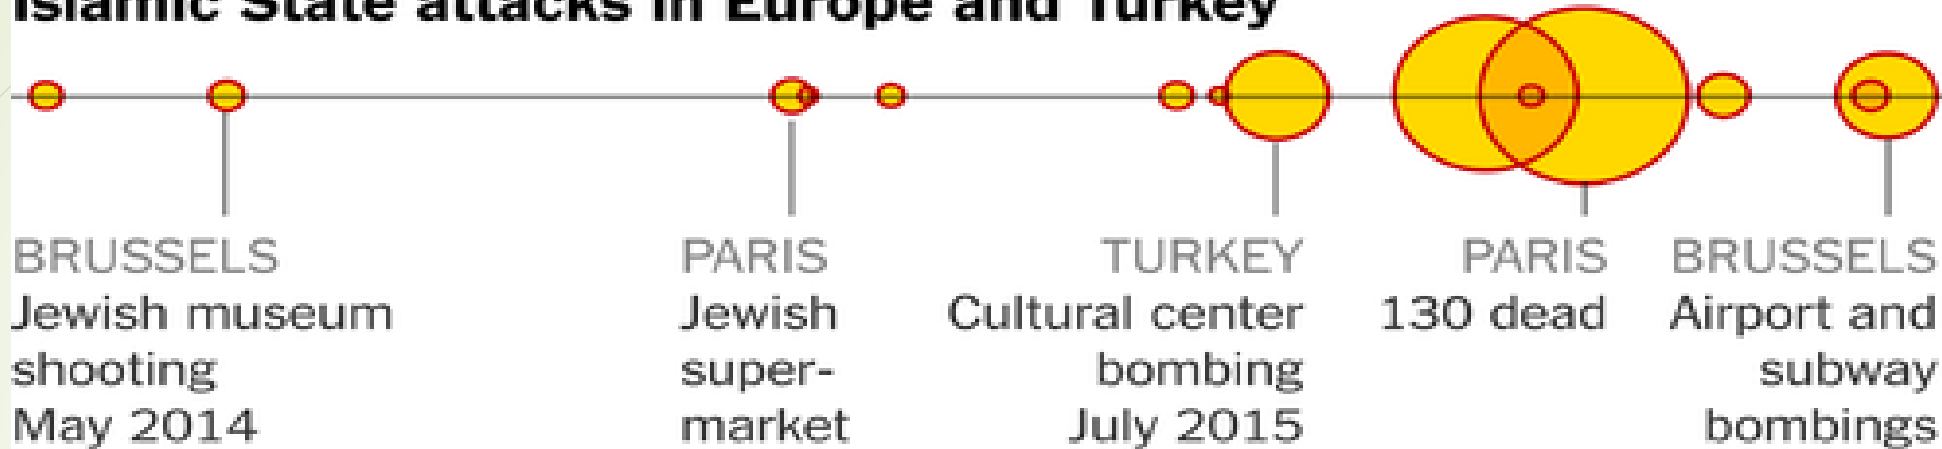 Islamic State attacks in Europe and Turkey
BRUSSELS
Jewish museum
shooting
May 2014
PARIS
Jewish
super-
market
TURKEY
Cultural center
bombing
July 2015
PARIS
130 dead
BRUSSELS
Airport and
subway
bombings